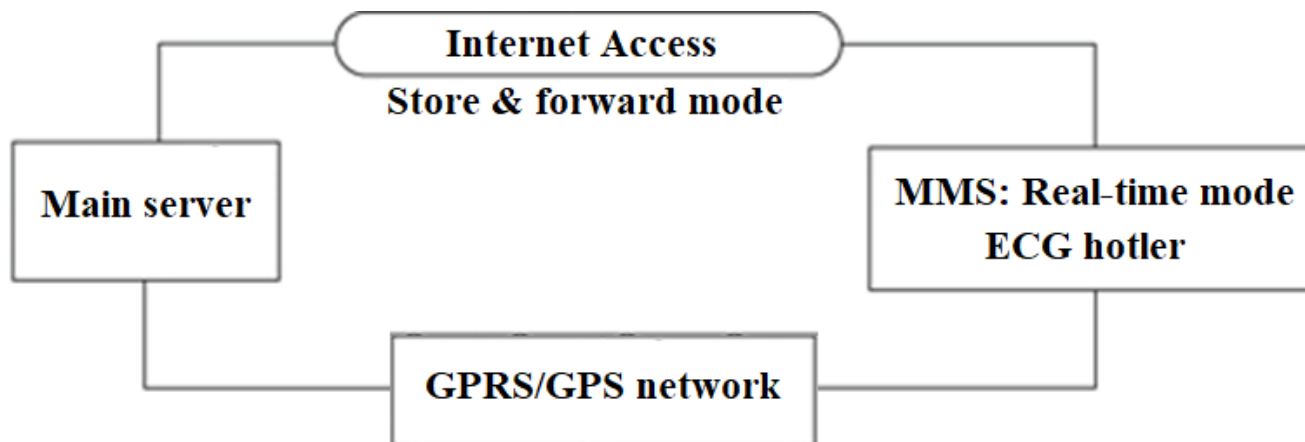 Internet Access
Store & forward mode
Main server
MMS: Real-time mode
ECG hotler
GPRS/GPS network